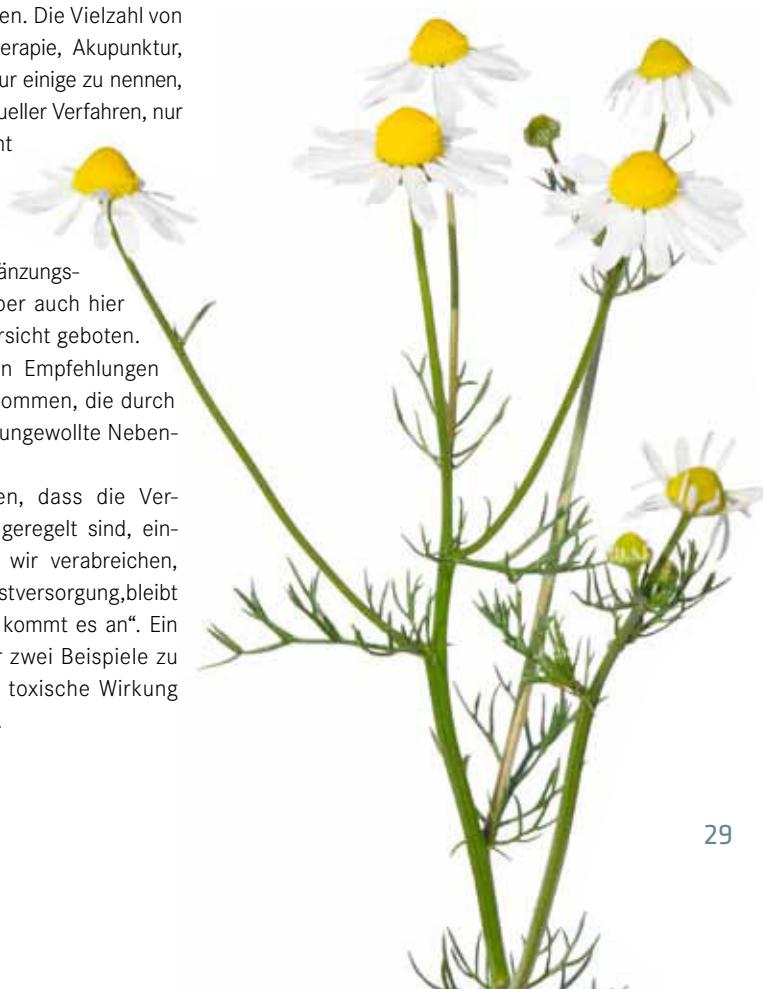 en. Die Vielzahl von
erapie, Akupunktur,
ur einige zu nennen,
ueller Verfahren, nur
nt
änzungs-
ber auch hier
rsicht geboten.
n Empfehlungen
ommen, die durch
ungewollte Neben-
en, dass die Ver-
geregelt sind, ein-
wir verabreichen,
stversorgung,bleibt
kommt es an“. Ein
r zwei Beispiele zu
toxische Wirkung
.
29